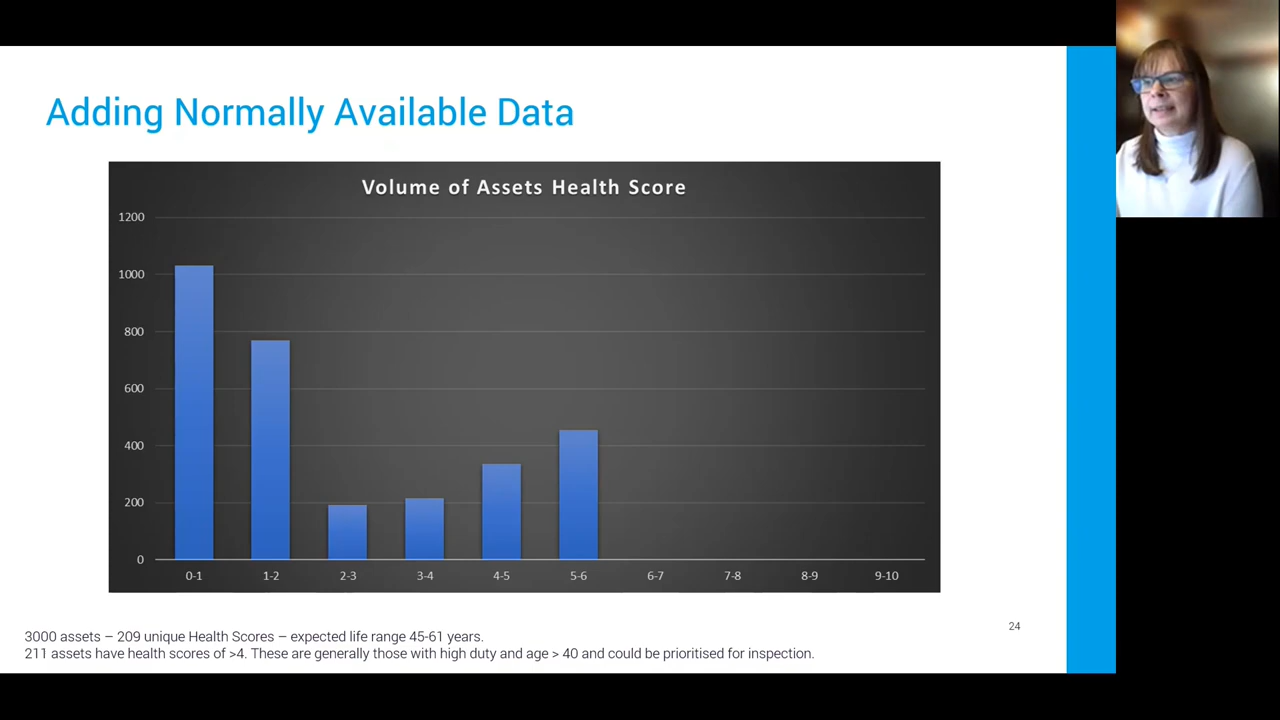 Adding Normally Available Data
Volume of Assets Health Score
1200
1000
800
600
400
200
0
0-1 1-2 2-3 3-4 4-5 5-6 6-7 7-8 8-9 9-10
24
3000 assets – 209 unique Health Scores – expected life range 45-61 years.
211 assets have health scores of >4. These are generally those with high duty and age > 40 and could be prioritised for inspection.